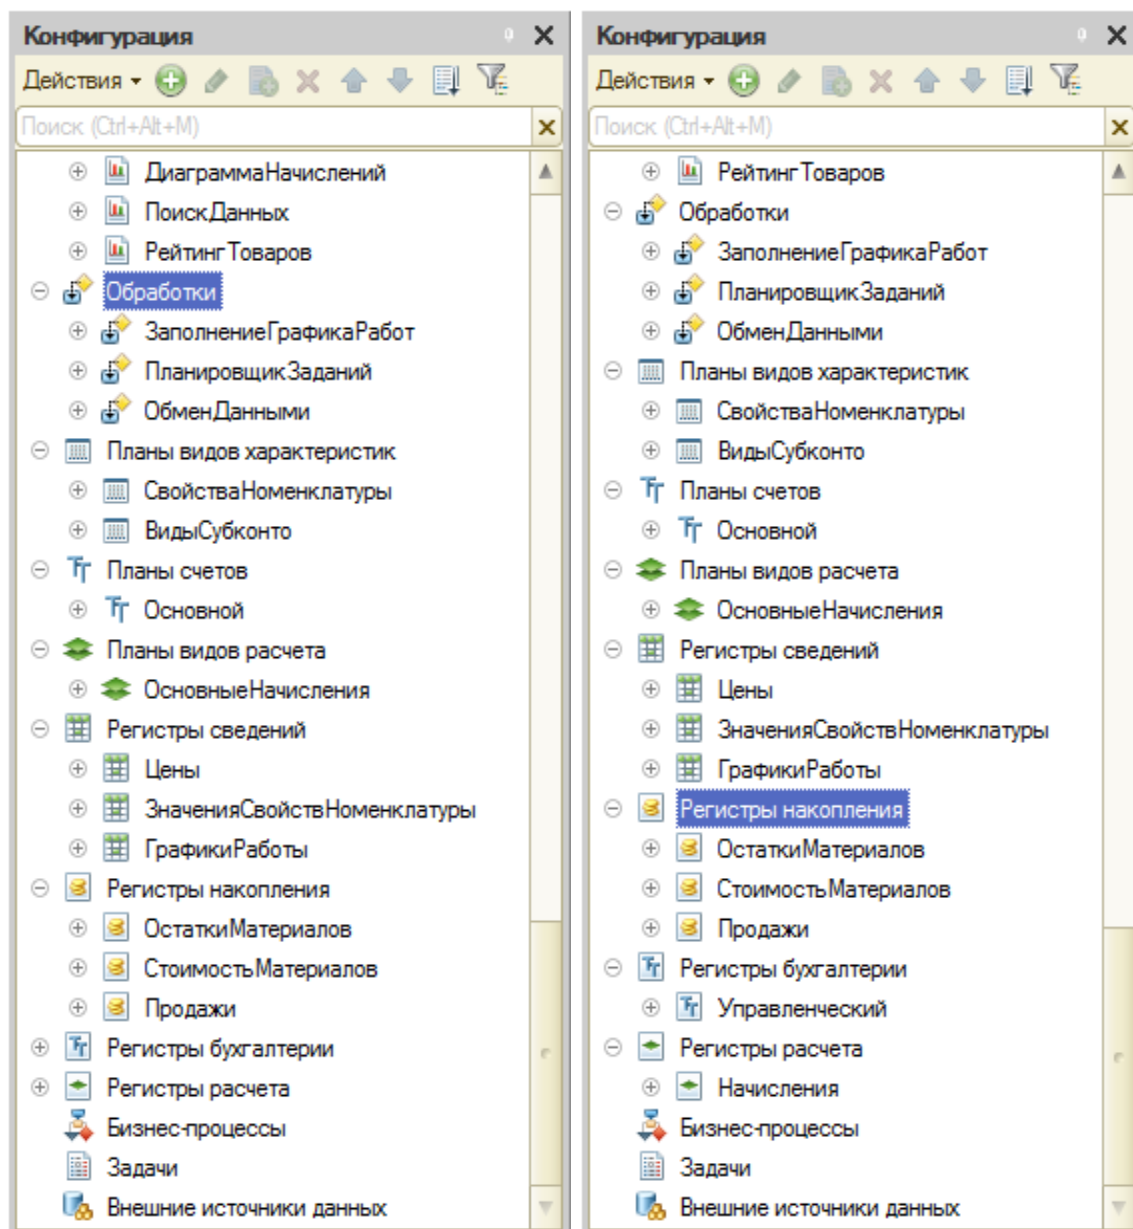 Конфигурация
Действия
Поиск (Ctrl+Alt+M)
ДиаграммаНачислений
ПоискДанных
РейтингТоваров
Обработки
ЗаполнениеГрафикаРабот
ПланировщикЗаданий
ОбменДанными
Планы видов характеристик
СвойстваНоменклатуры
ВидыСубконто
Планы счетов
Основной
Планы видов расчета
ОсновныеНачисления
Регистры сведений
Цены
ЗначенияСвойствНоменклатуры
ГрафикиРаботы
Регистры накопления
ОстаткиМатериалов
СтоимостьМатериалов
Продажи
Регистры бухгалтерии
Регистры расчета
Бизнес-процессы
Задачи
Внешние источники данных
Конфигурация
Действия
Поиск (Ctrl+Alt+M)
РейтингТоваров
Обработки
ЗаполнениеГрафикаРабот
ПланировщикЗаданий
ОбменДанными
Планы видов характеристик
СвойстваНоменклатуры
ВидыСубконто
Планы счетов
Основной
Планы видов расчета
ОсновныеНачисления
Регистры сведений
Цены
ЗначенияСвойствНоменклатуры
ГрафикиРаботы
Регистры накопления
ОстаткиМатериалов
СтоимостьМатериалов
Продажи
Регистры бухгалтерии
Управленческий
Регистры расчета
Начисления
Бизнес-процессы
Задачи
Внешние источники данных